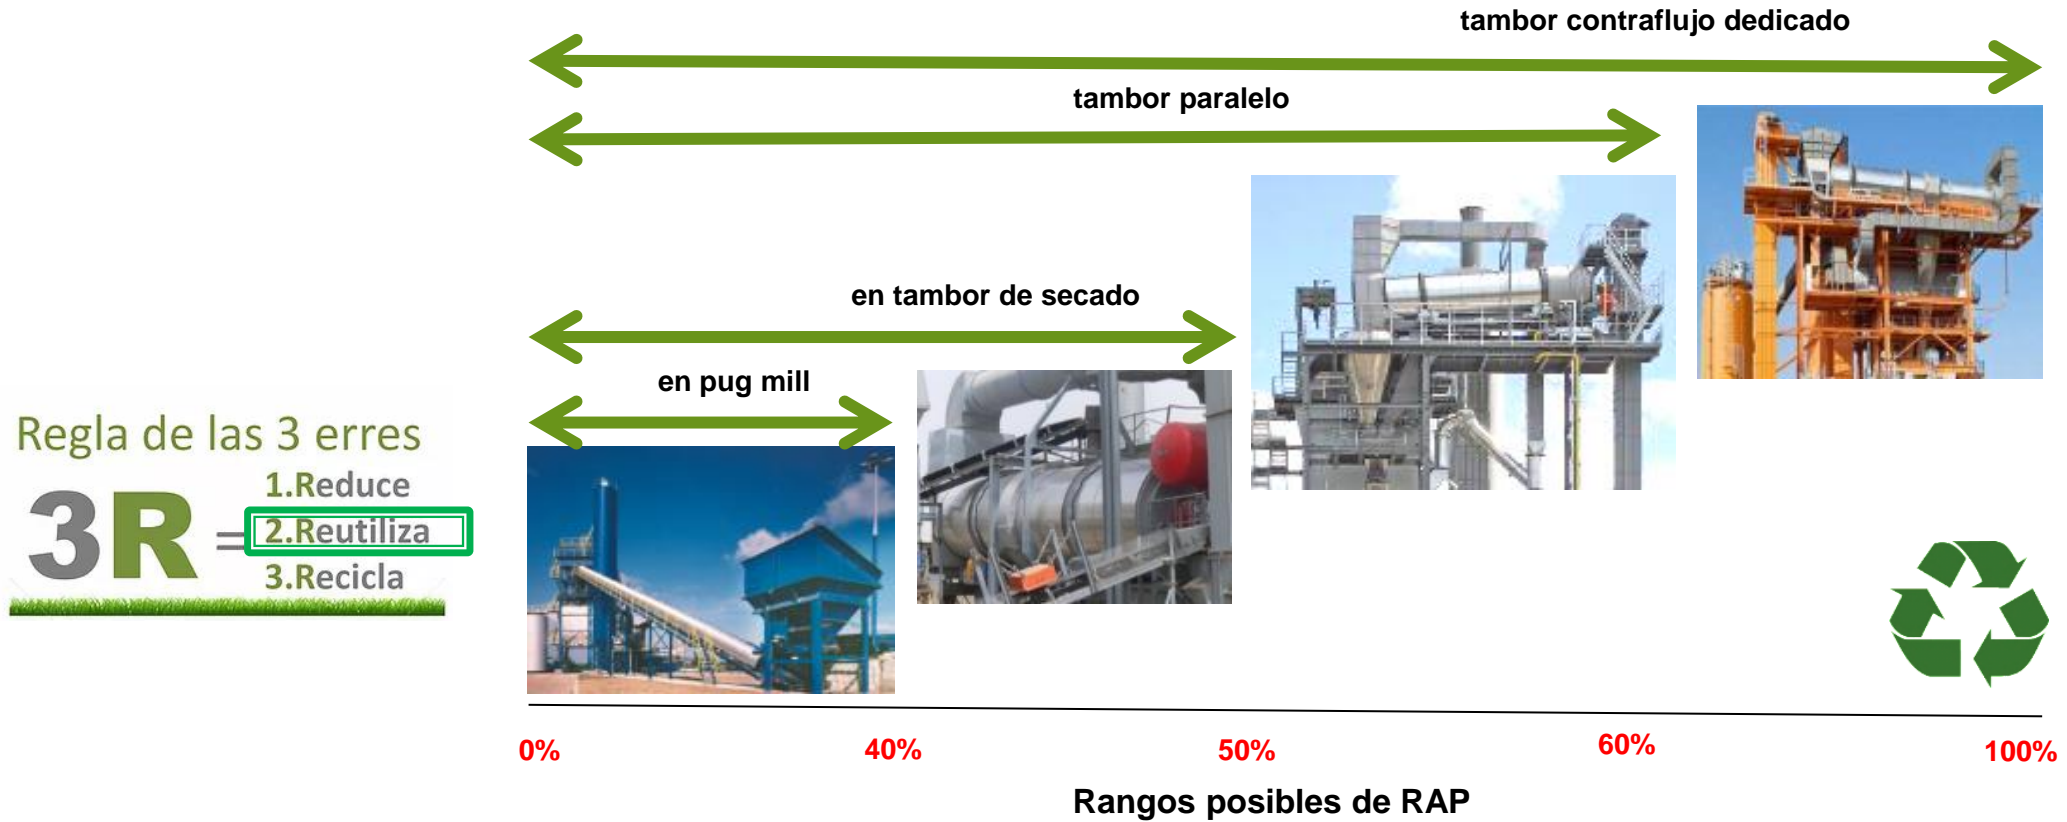 tambor contraflujo dedicado
tambor paralelo
en tambor de secado
en pug mill
Regla de las 3 erres
3R =
1.Reduce
2.Reutiliza
3.Recicla
0%
40%
50%
60%
100%
Rangos posibles de RAP